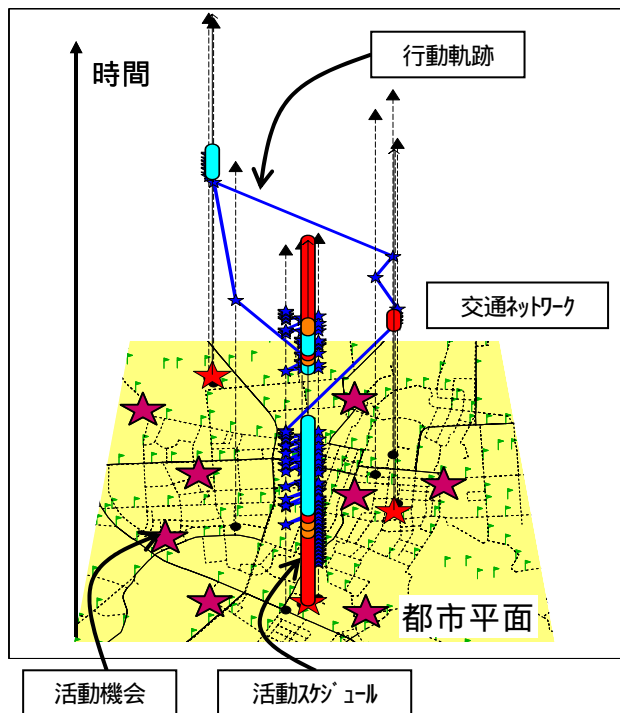 行動軌跡
時間
交通ネットワーク
都市平面
活動機会
活動スケジュール